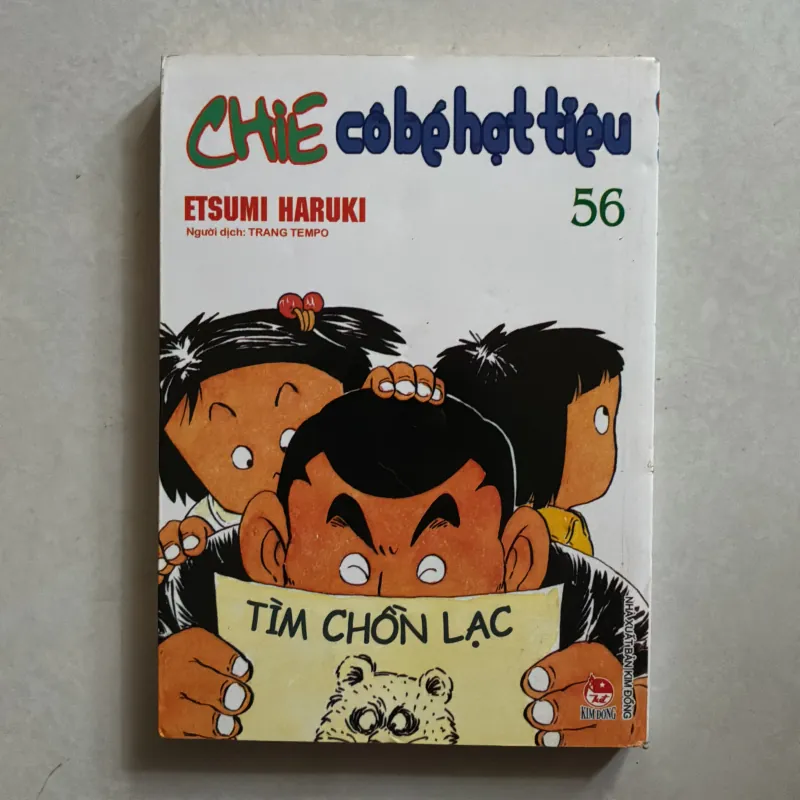 CHIE cô bé hạt tiêu
ETSUMI HARUKI
Người dịch: TRANG TEMPO
56
TÌM CHỒN LẠC
NHÀ XUẤT BẢN KIM ĐỒNG
KIM ĐỒNG